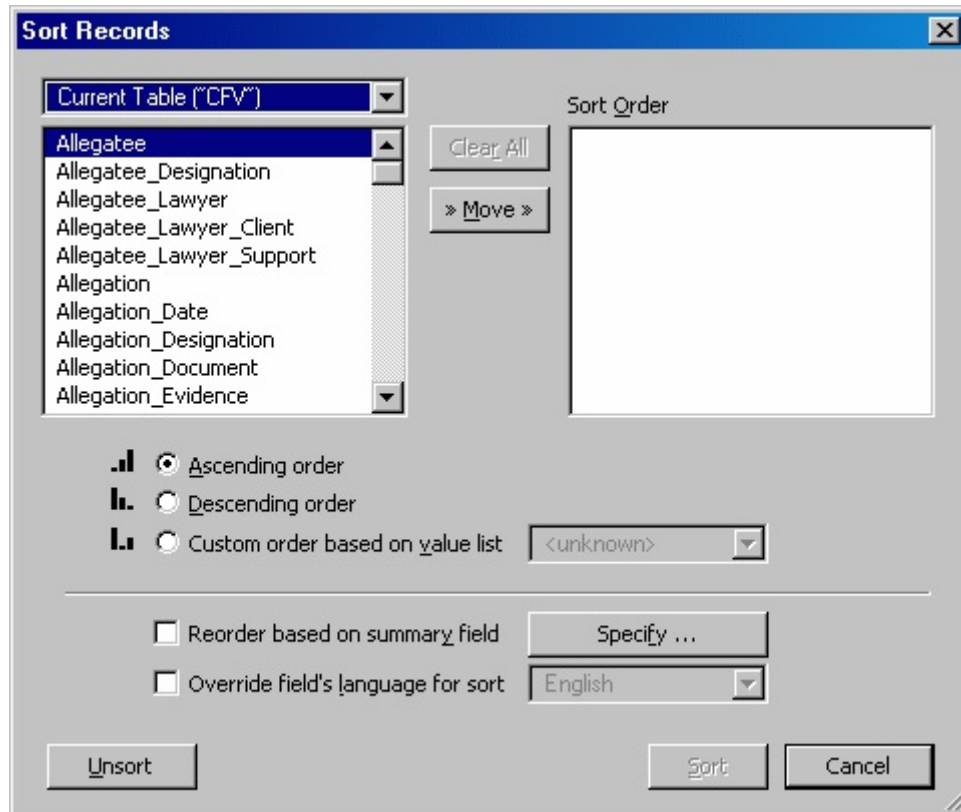 Sort Records
Current Table ("CFV")
Sort Order
Allegatee
Allegatee_Designation
Allegatee_Lawyer
Allegatee_Lawyer_Client
Allegatee_Lawyer_Support
Allegation
Allegation_Date
Allegation_Designation
Allegation_Document
Allegation_Evidence
Clear All
» Move »
Ascending order
Descending order
Custom order based on value list <unknown>
Reorder based on summary field Specify ...
Override field's language for sort English
Unsort Sort Cancel